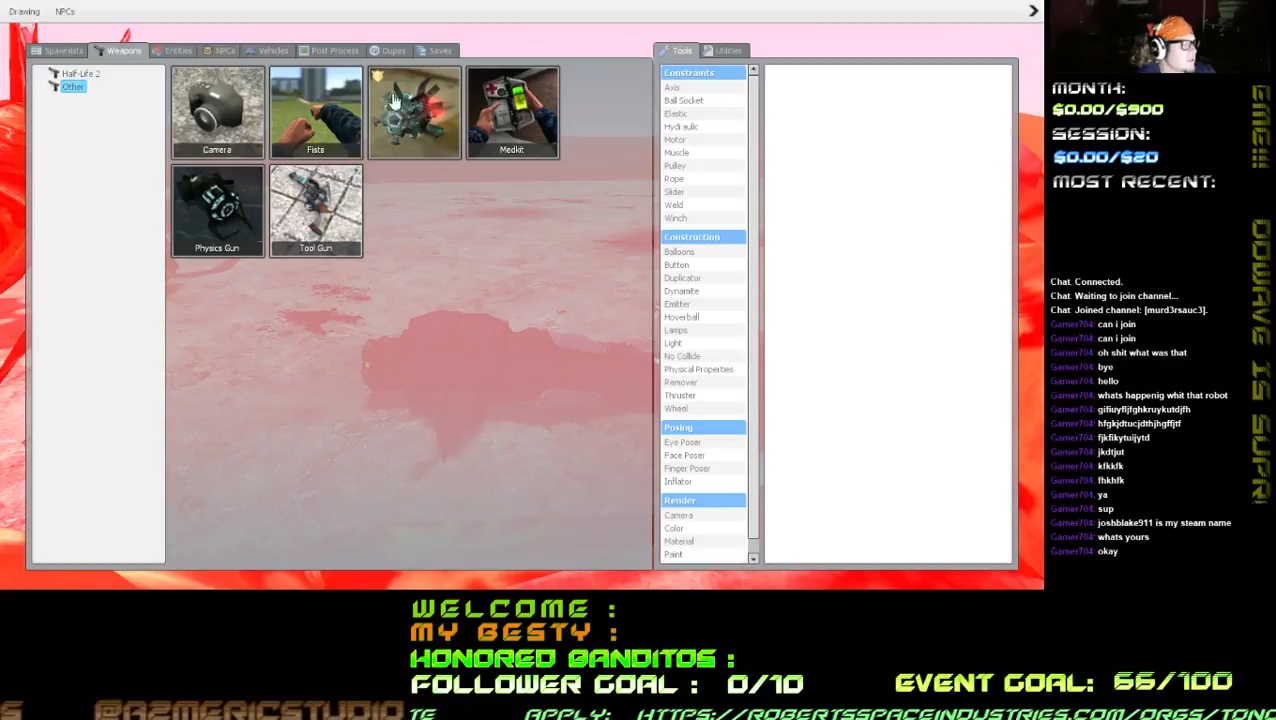 Drawing NPCs
Spawnlists Weapons Entities NPCs Vehicles Post Process Dupes Saves
Half-Life 2
Other
Camera
Fists
Medkit
Physics Gun
Tool Gun
Tools Utilities
Constraints
Axis
Ball Socket
Elastic
Hydraulic
Motor
Muscle
Pulley
Rope
Slider
Weld
Winch
Construction
Balloons
Button
Duplicator
Dynamite
Emitter
Hoverball
Lamps
Light
No Collide
Physical Properties
Remover
Thruster
Wheel
Posing
Eye Poser
Face Poser
Finger Poser
Inflator
Render
Camera
Color
Material
Paint
MONTH:
$0.00/$900
SESSION:
$0.00/$20
MOST RECENT:
Chat: Connected.
Chat: Waiting to join channel...
Chat: Joined channel: [murd3rsauc3].
Gamer704: can i join
Gamer704: can i join
Gamer704: oh shit what was that
Gamer704: bye
Gamer704: hello
Gamer704: whats happenig whit that robot
Gamer704: gifiuyfljfghkruykutdjfh
Gamer704: hfgkjdtucjdthjhgffjtf
Gamer704: fjkfikytuijytd
Gamer704: jkdtjut
Gamer704: kfkkfk
Gamer704: fhkhfk
Gamer704: ya
Gamer704: sup
Gamer704: joshblake911 is my steam name
Gamer704: whats yours
Gamer704: okay
WELCOME :
MY BESTY :
HONORED BANDITOS :
FOLLOWER GOAL : 0/10
EVENT GOAL: 66/100
S @AZMERICSTUDIO
TE APPLY: HTTPS://ROBERTSSPACEINDUSTRIES.COM/ORGS/TONG